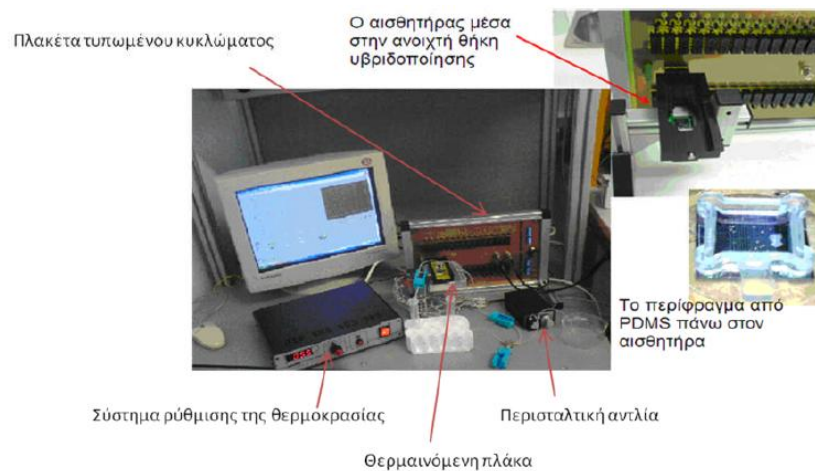 Πλακέτα τυπωμένου κυκλώματος
Ο αισθητήρας μέσα
στην ανοιχτή θήκη
υβριδοποίησης
Το περίφραγμα από
PDMS πάνω στον
αισθητήρα
Σύστημα ρύθμισης της θερμοκρασίας
Περισταλτική αντλία
Θερμαινόμενη πλάκα